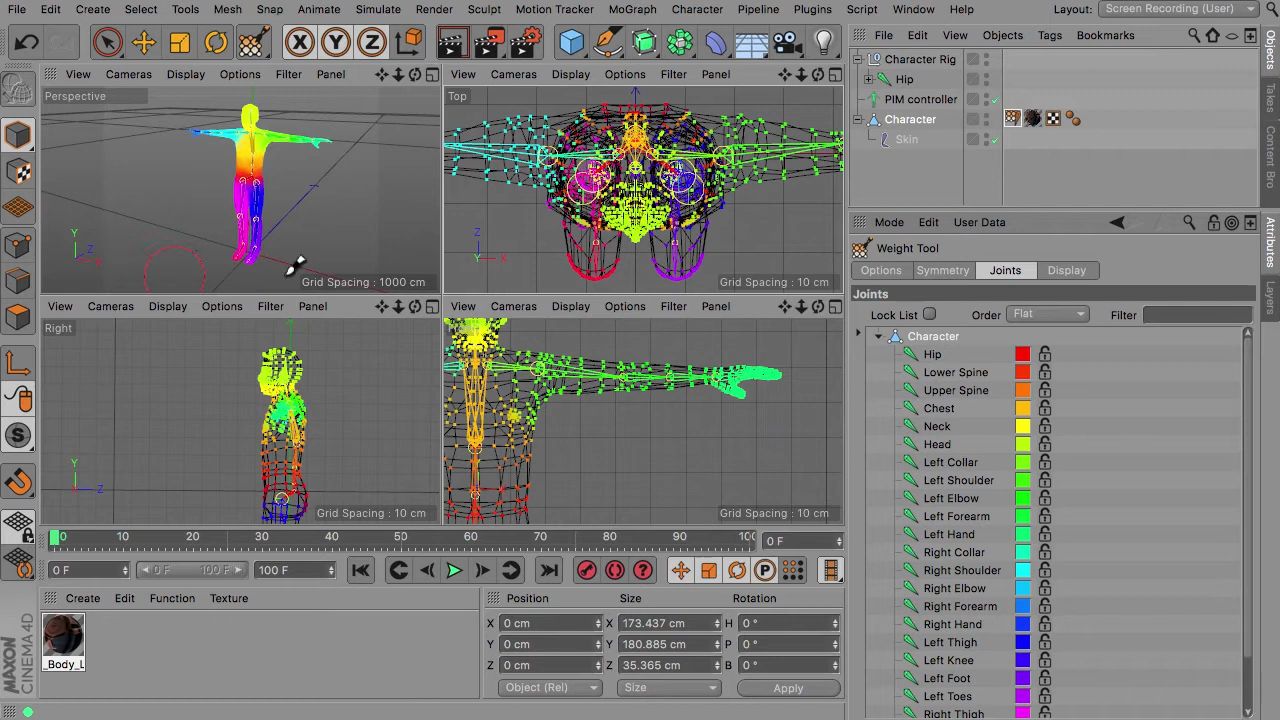 File Edit Create Select Tools Mesh Snap Animate Simulate Render Sculpt Motion Tracker MoGraph Character Pipeline Plugins Script Window Help Layout: Screen Recording (User)
X Y Z
File Edit View Objects Tags Bookmarks
Character Rig
Hip
PIM controller
Character
Skin
Objects
Takes
Content Bro
Attributes
Layers
View Cameras Display Options Filter Panel
Perspective
Grid Spacing : 1000 cm
View Cameras Display Options Filter Panel
Top
Grid Spacing : 10 cm
View Cameras Display Options Filter Panel
Right
Grid Spacing : 10 cm
View Cameras Display Options Filter Panel
Grid Spacing : 10 cm
Mode Edit User Data
Weight Tool
Options Symmetry Joints Display
Joints
Lock List Order Flat Filter
Character
Hip
Lower Spine
Upper Spine
Chest
Neck
Head
Left Collar
Left Shoulder
Left Elbow
Left Forearm
Left Hand
Right Collar
Right Shoulder
Right Elbow
Right Forearm
Right Hand
Left Thigh
Left Knee
Left Foot
Left Toes
Right Thigh
0 10 20 30 40 50 60 70 80 90 100 0 F
0 F 0 F 100 F 100 F
Create Edit Function Texture
_Body_L
Position Size Rotation
X 0 cm X 173.437 cm H 0 °
Y 0 cm Y 180.885 cm P 0 °
Z 0 cm Z 35.365 cm B 0 °
Object (Rel) Size Apply
MAXON
CINEMA4D